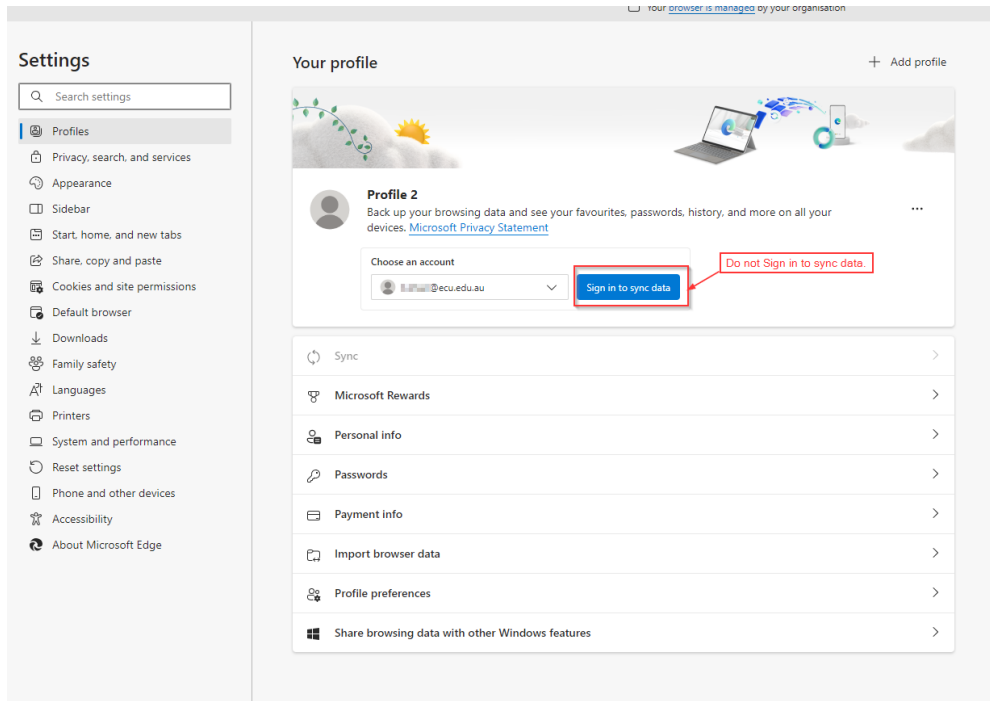 Your browser is managed by your organisation
Settings
Search settings
Profiles
Privacy, search, and services
Appearance
Sidebar
Start, home, and new tabs
Share, copy and paste
Cookies and site permissions
Default browser
Downloads
Family safety
Languages
Printers
System and performance
Reset settings
Phone and other devices
Accessibility
About Microsoft Edge
Your profile
Add profile
Profile 2
Back up your browsing data and see your favourites, passwords, history, and more on all your
devices. Microsoft Privacy Statement
Choose an account
@ecu.edu.au
Sign in to sync data
Do not Sign in to sync data.
Sync
Microsoft Rewards
Personal info
Passwords
Payment info
Import browser data
Profile preferences
Share browsing data with other Windows features